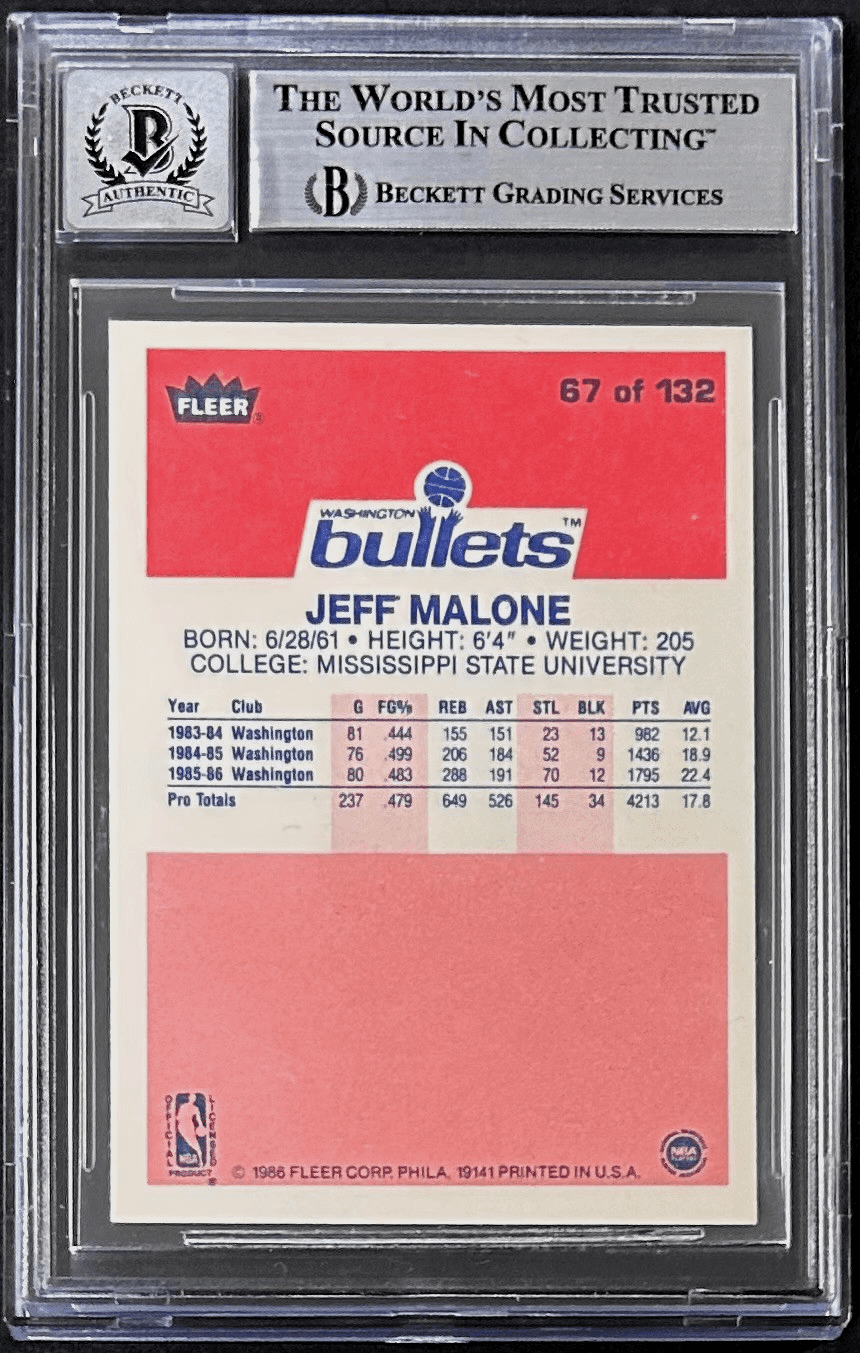 BECKETT
B
AUTHENTIC
THE WORLD'S MOST TRUSTED
SOURCE IN COLLECTING™
B BECKETT GRADING SERVICES
FLEER®
67 of 132
WASHINGTON
bullets™
JEFF MALONE
BORN: 6/28/61 • HEIGHT: 6'4" • WEIGHT: 205
COLLEGE: MISSISSIPPI STATE UNIVERSITY
Year Club G FG% REB AST STL BLK PTS AVG
1983-84 Washington 81 .444 155 151 23 13 982 12.1
1984-85 Washington 76 .499 206 184 52 9 1436 18.9
1985-86 Washington 80 .483 288 191 70 12 1795 22.4
Pro Totals 237 .479 649 526 145 34 4213 17.8
OFFICIAL
LICENSED
NBA
PRODUCT
®
© 1986 FLEER CORP. PHILA. 19141 PRINTED IN U.S.A.
NBA
PLAYERS